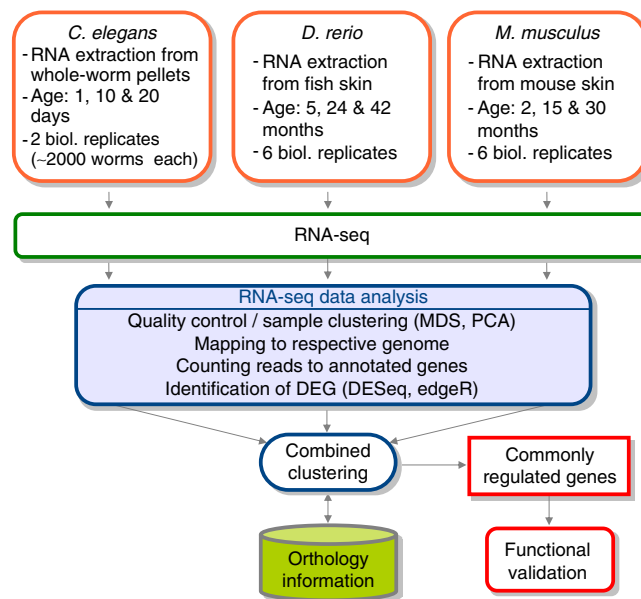 C. elegans
- RNA extraction from
whole-worm pellets
- Age: 1, 10 & 20
days
- 2 biol. replicates
(~2000 worms each)
D. rerio
- RNA extraction
from fish skin
- Age: 5, 24 & 42
months
- 6 biol. replicates
M. musculus
- RNA extraction
from mouse skin
- Age: 2, 15 & 30
months
- 6 biol. replicates
RNA-seq
RNA-seq data analysis
Quality control / sample clustering (MDS, PCA)
Mapping to respective genome
Counting reads to annotated genes
Identification of DEG (DESeq, edgeR)
Combined
clustering
Commonly
regulated genes
Orthology
information
Functional
validation